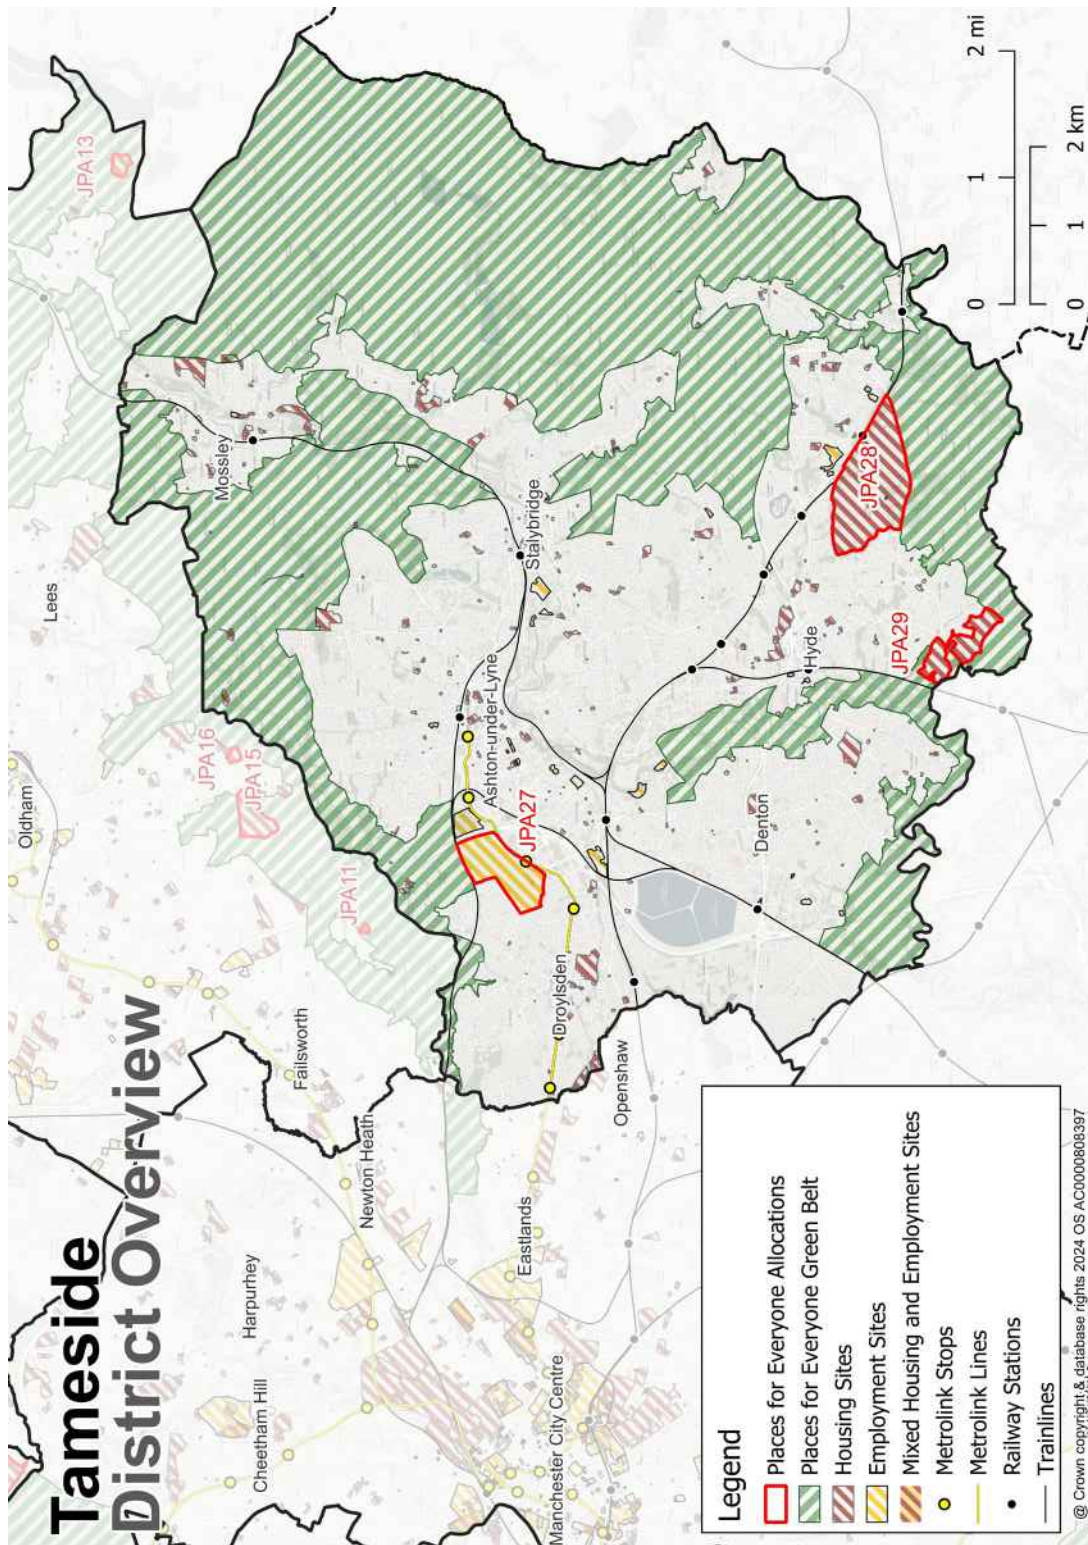 Tameside
District Overview
JPA13
Lees
Mossley
Oldham
JPA16
JPA15
JPA11
Stalybridge
Ashton-under-Lyne
JPA27
JPA28
JPA29
Hyde
Denton
Droylsden
Openshaw
Failsworth
Newton Heath
Harpurhey
Cheetham Hill
Eastlands
Manchester City Centre
0 1 2 mi
0 1 2 km
Legend
Places for Everyone Allocations
Places for Everyone Green Belt
Housing Sites
Employment Sites
Mixed Housing and Employment Sites
Metrolink Stops
Metrolink Lines
Railway Stations
Trainlines
@ Crown copyright & database rights 2024 OS AC0000808397